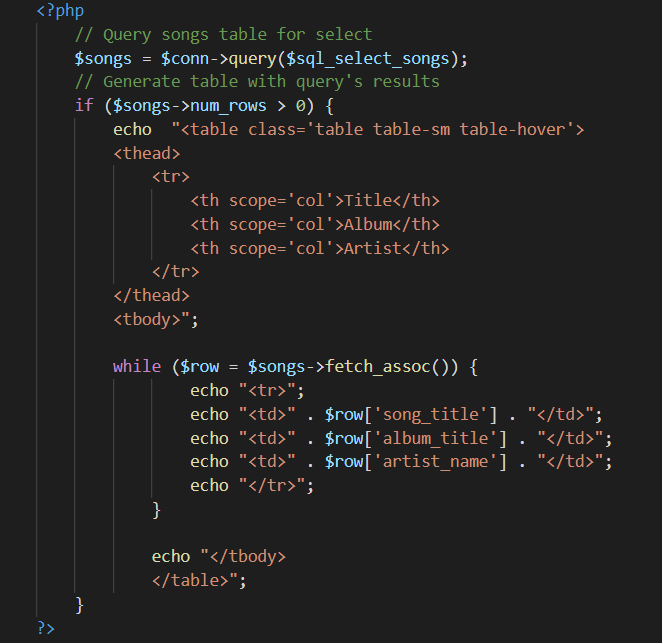 <?php
    // Query songs table for select
    $songs = $conn->query($sql_select_songs);
    // Generate table with query's results
    if ($songs->num_rows > 0) {
        echo  "<table class='table table-sm table-hover'>
        <thead>
            <tr>
                <th scope='col'>Title</th>
                <th scope='col'>Album</th>
                <th scope='col'>Artist</th>
            </tr>
        </thead>
        <tbody>";

        while ($row = $songs->fetch_assoc()) {
                echo "<tr>";
                echo "<td>" . $row['song_title'] . "</td>";
                echo "<td>" . $row['album_title'] . "</td>";
                echo "<td>" . $row['artist_name'] . "</td>";
                echo "</tr>";
            }

            echo "</tbody>
            </table>";
    }
?>